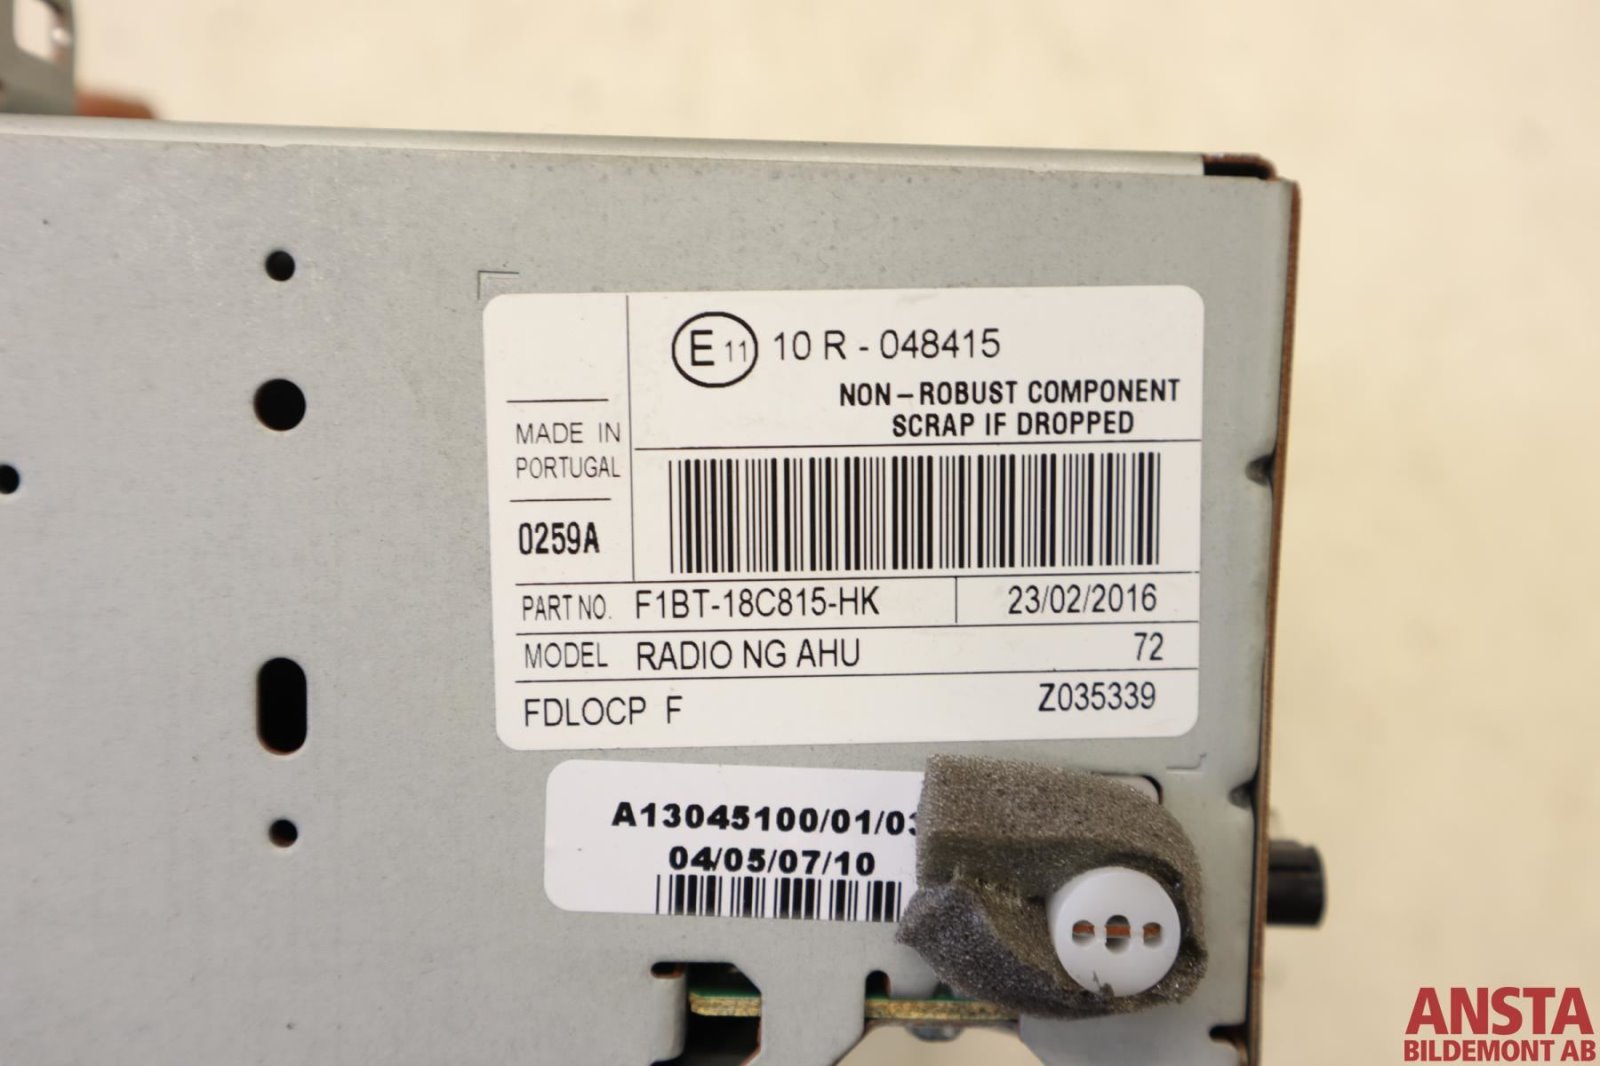 E 11 10 R - 048415
NON - ROBUST COMPONENT
SCRAP IF DROPPED
MADE IN
PORTUGAL
0259A
PART NO. F1BT-18C815-HK 23/02/2016
MODEL RADIO NG AHU 72
FDLOCP F Z035339
A13045100/01/03
04/05/07/10
ANSTA
BILDEMONT AB